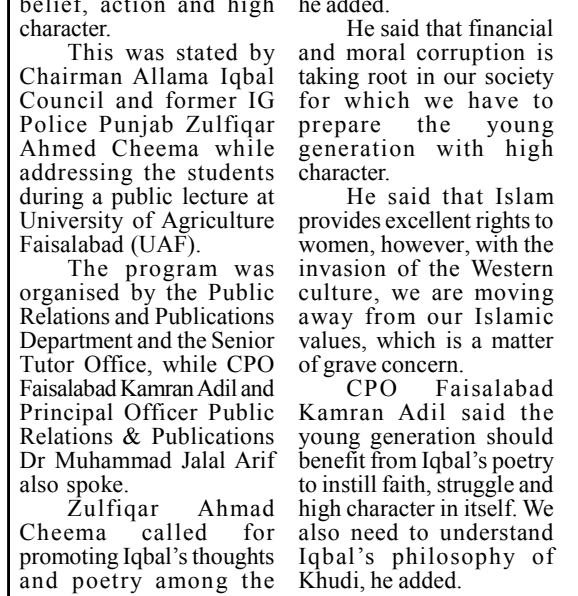 belief, action and high
character.
This was stated by
Chairman Allama Iqbal
Council and former IG
Police Punjab Zulfiqar
Ahmed Cheema while
addressing the students
during a public lecture at
University of Agriculture
Faisalabad (UAF).
The program was
organised by the Public
Relations and Publications
Department and the Senior
Tutor Office, while CPO
Faisalabad Kamran Adil and
Principal Officer Public
Relations & Publications
Dr Muhammad Jalal Arif
also spoke.
Zulfiqar Ahmad
Cheema called for
promoting Iqbal's thoughts
and poetry among the
he added.
He said that financial
and moral corruption is
taking root in our society
for which we have to
prepare the young
generation with high
character.
He said that Islam
provides excellent rights to
women, however, with the
invasion of the Western
culture, we are moving
away from our Islamic
values, which is a matter
of grave concern.
CPO Faisalabad
Kamran Adil said the
young generation should
benefit from Iqbal's poetry
to instill faith, struggle and
high character in itself. We
also need to understand
Iqbal's philosophy of
Khudi, he added.